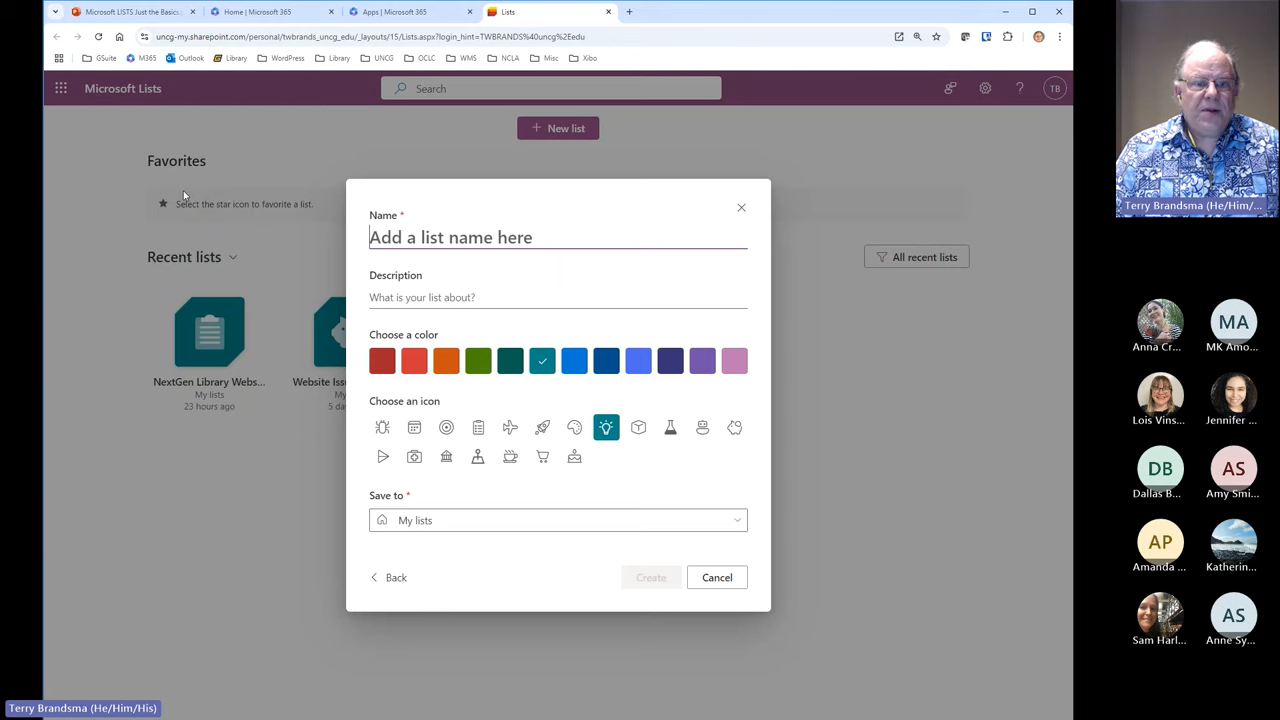 Microsoft LISTS Just the Basics
Home | Microsoft 365
Apps | Microsoft 365
Lists
uncg-my.sharepoint.com/personal/twbrands_uncg_edu/_layouts/15/Lists.aspx?login_hint=TWBRANDS%40uncg%2Eedu
GSuite
M365
Outlook
Library
WordPress
Library
UNCG
OCLC
WMS
NCLA
Misc
Xibo
Microsoft Lists
Search
TB
+ New list
Favorites
Select the star icon to favorite a list.
Recent lists
All recent lists
NextGen Library Webs...
My lists
23 hours ago
Website Issu
My
5 d
Name *
Add a list name here
Description
What is your list about?
Choose a color
Choose an icon
Save to *
My lists
Back
Create
Cancel
Terry Brandsma (He/Him/...
Anna Cr...
MA
MK Amo...
Lois Vins...
Jennifer ...
DB
Dallas B...
AS
Amy Smi...
AP
Amanda ...
Katherin...
Sam Harl...
AS
Anne Sy...
Terry Brandsma (He/Him/His)